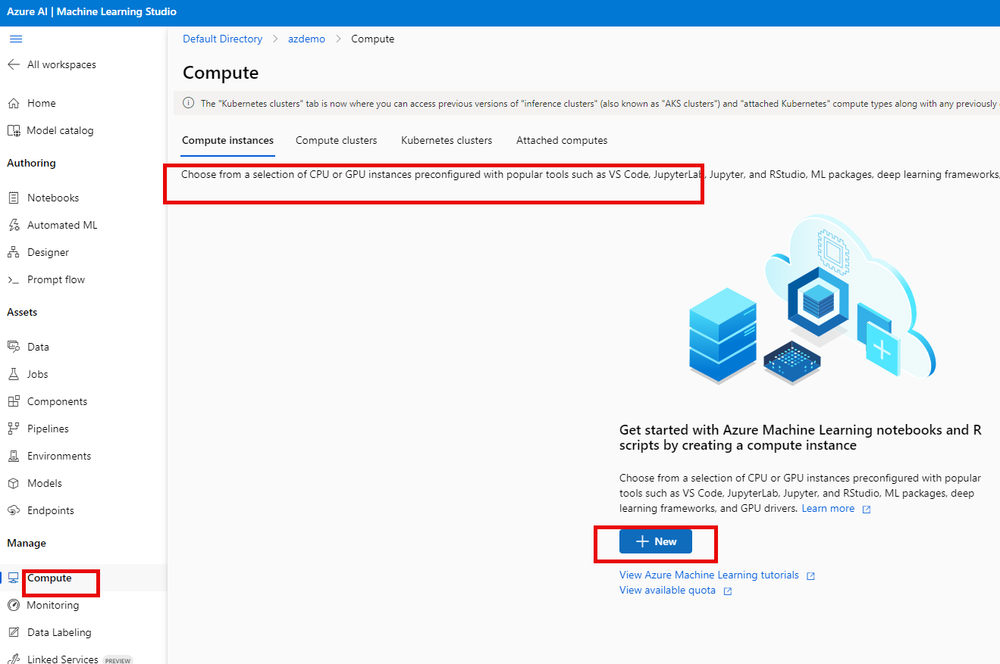 Azure AI | Machine Learning Studio
All workspaces
Home
Model catalog
Authoring
Notebooks
Automated ML
Designer
Prompt flow
Assets
Data
Jobs
Components
Pipelines
Environments
Models
Endpoints
Manage
Compute
Monitoring
Data Labeling
Linked Services PREVIEW
Default Directory > azdemo > Compute
Compute
The "Kubernetes clusters" tab is now where you can access previous versions of "inference clusters" (also known as "AKS clusters") and "attached Kubernetes" compute types along with any previously
Compute instances Compute clusters Kubernetes clusters Attached computes
Choose from a selection of CPU or GPU instances preconfigured with popular tools such as VS Code, JupyterLab, Jupyter, and RStudio, ML packages, deep learning frameworks,
Get started with Azure Machine Learning notebooks and R
scripts by creating a compute instance
Choose from a selection of CPU or GPU instances preconfigured with popular
tools such as VS Code, JupyterLab, Jupyter, and RStudio, ML packages, deep
learning frameworks, and GPU drivers. Learn more
+ New
View Azure Machine Learning tutorials
View available quota